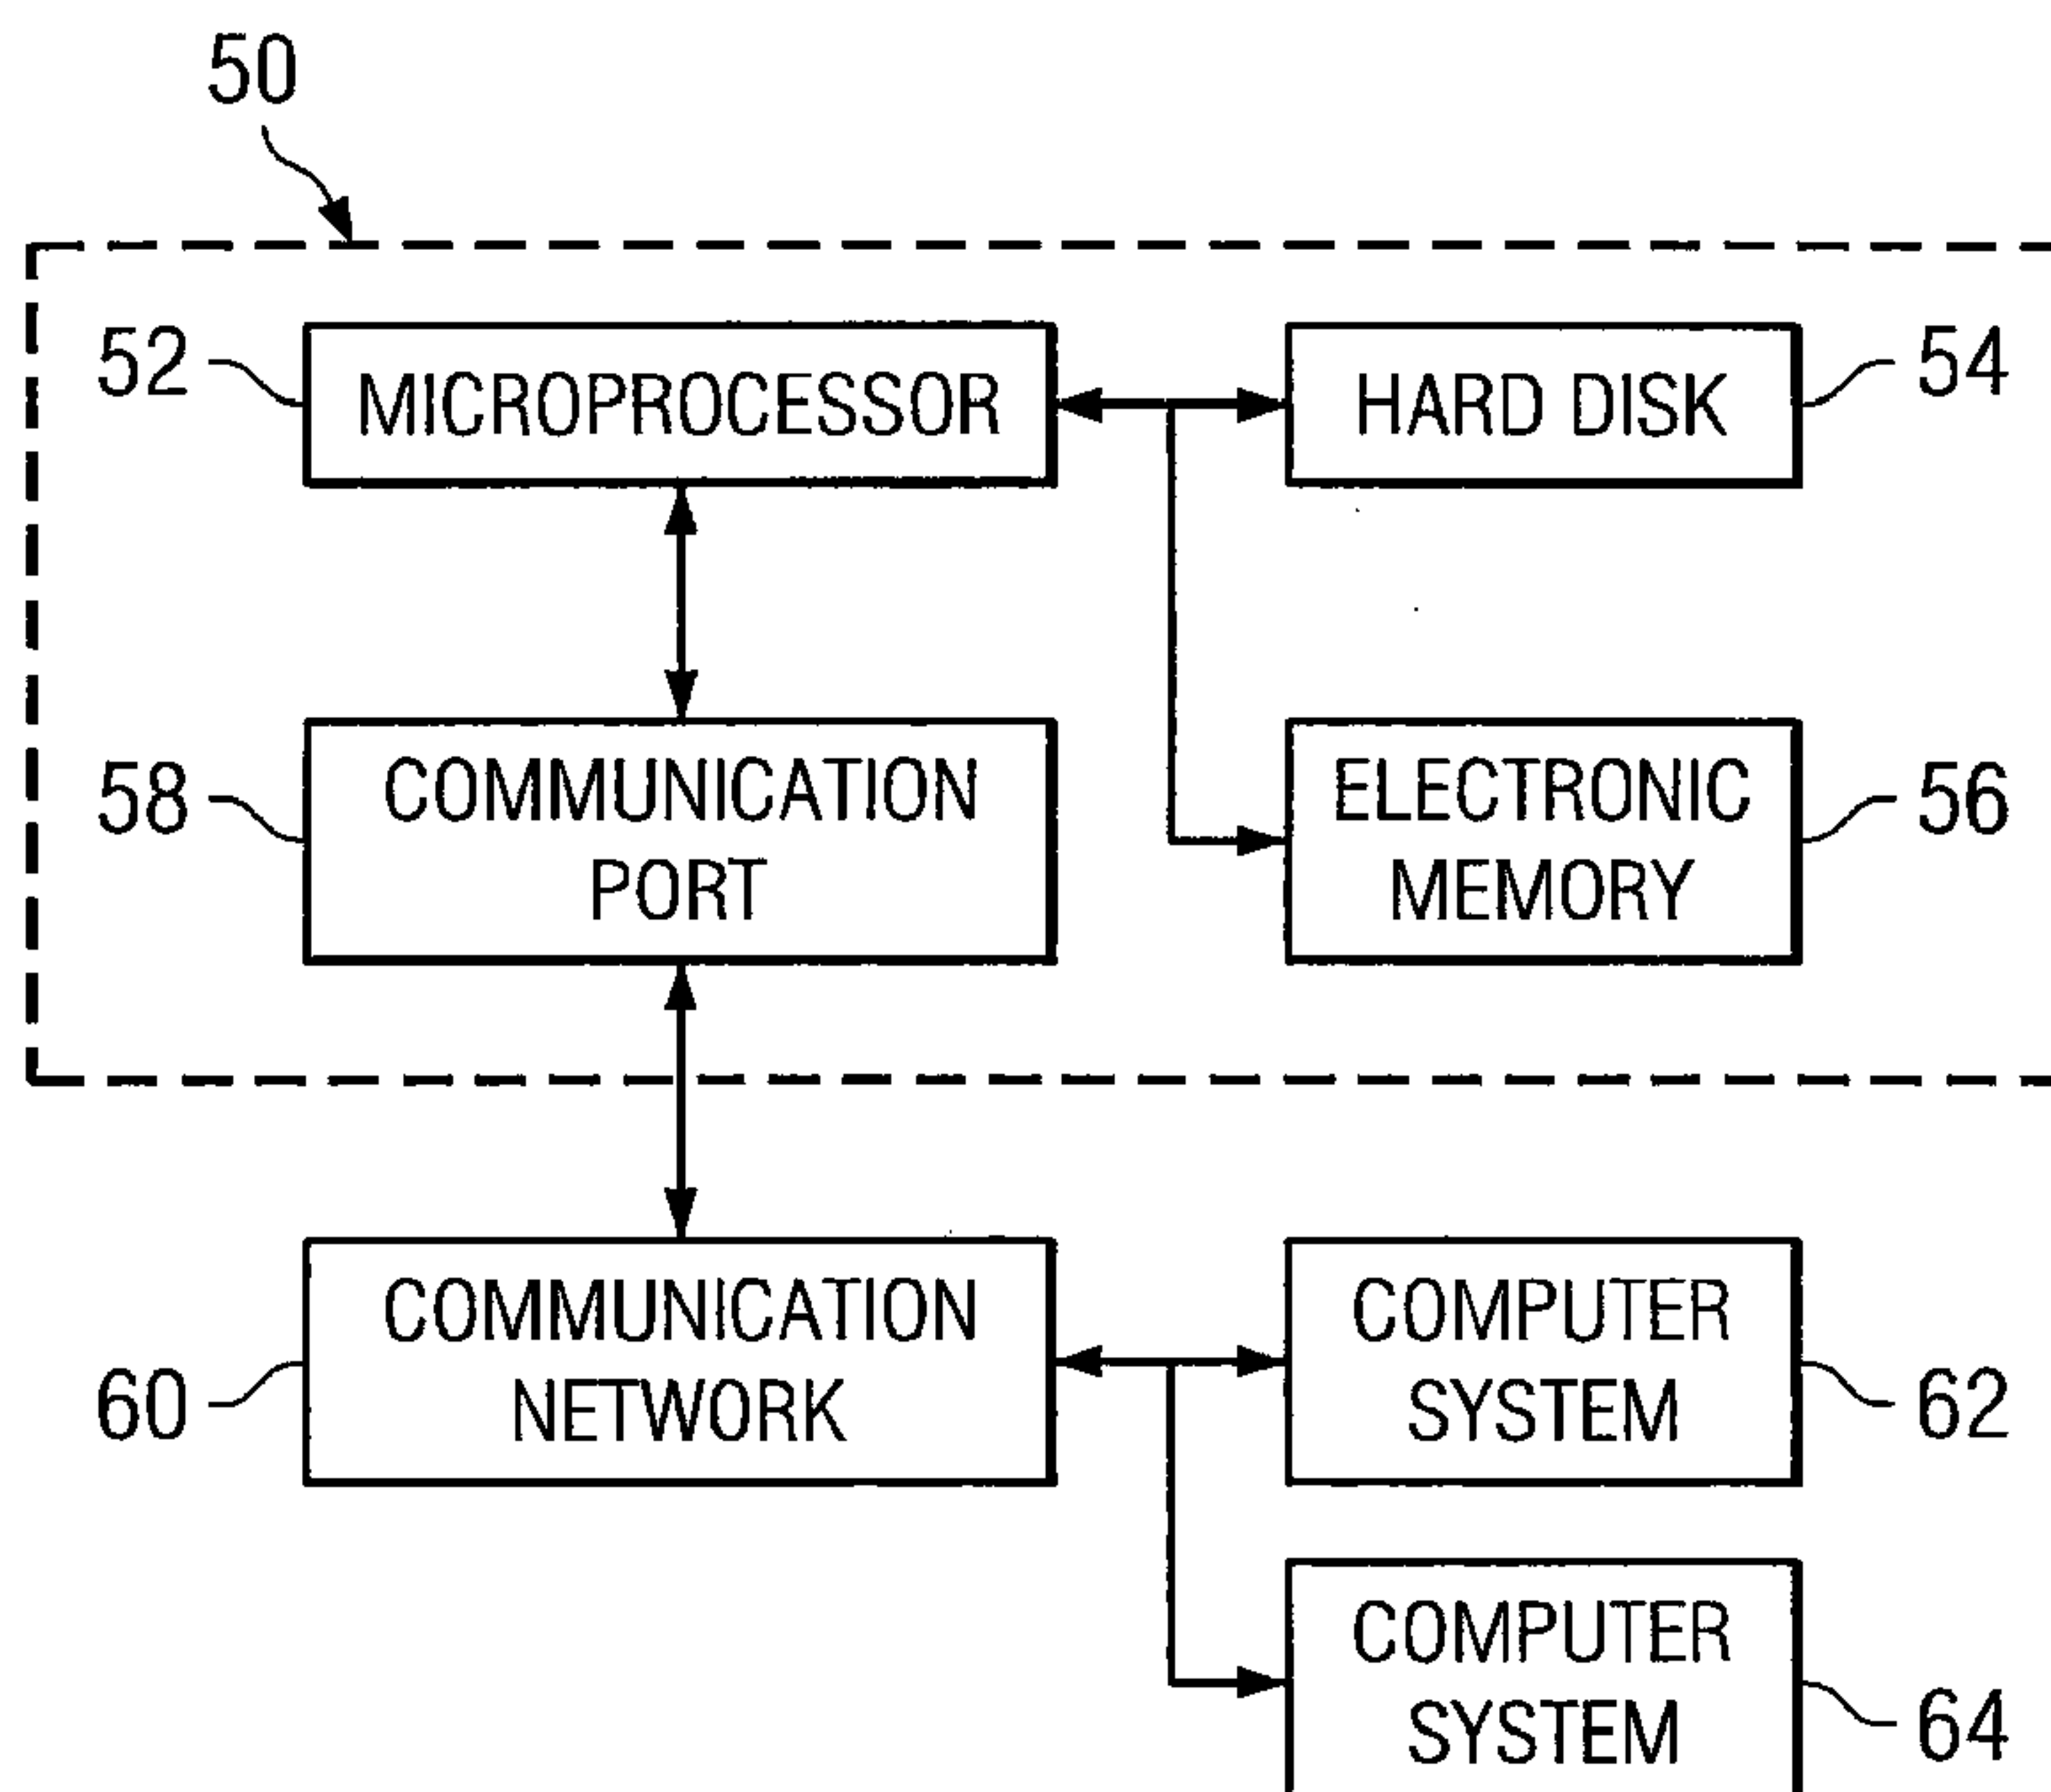 50
52
MICROPROCESSOR
HARD DISK
54
58
COMMUNICATION
PORT
ELECTRONIC
MEMORY
56
60
COMMUNICATION
NETWORK
COMPUTER
SYSTEM
62
COMPUTER
SYSTEM
64